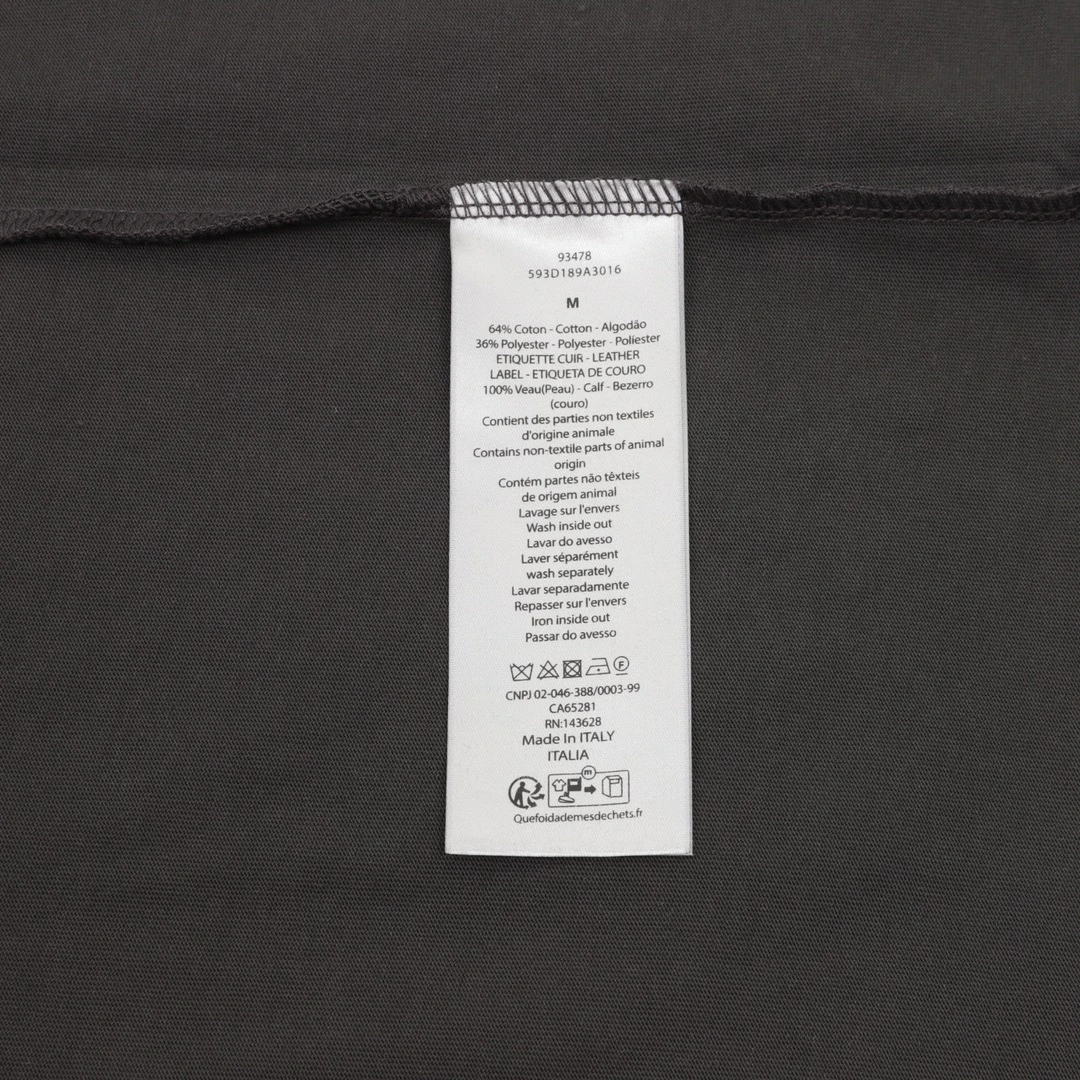 93478
593D189A3016
M
64% Coton - Cotton - Algodão
36% Polyester - Polyester - Poliester
ETIQUETTE CUIR - LEATHER
LABEL - ETIQUETA DE COURO
100% Veau(Peau) - Calf - Bezerro
(couro)
Contient des parties non textiles
d'origine animale
Contains non-textile parts of animal
origin
Contém partes não têxteis
de origem animal
Lavage sur l'envers
Wash inside out
Lavar do avesso
Laver séparément
wash separately
Lavar separadamente
Repasser sur l'envers
Iron inside out
Passar do avesso
F
CNPJ 02-046-388/0003-99
CA65281
RN:143628
Made In ITALY
ITALIA
m
Quefoidademesdechets.fr